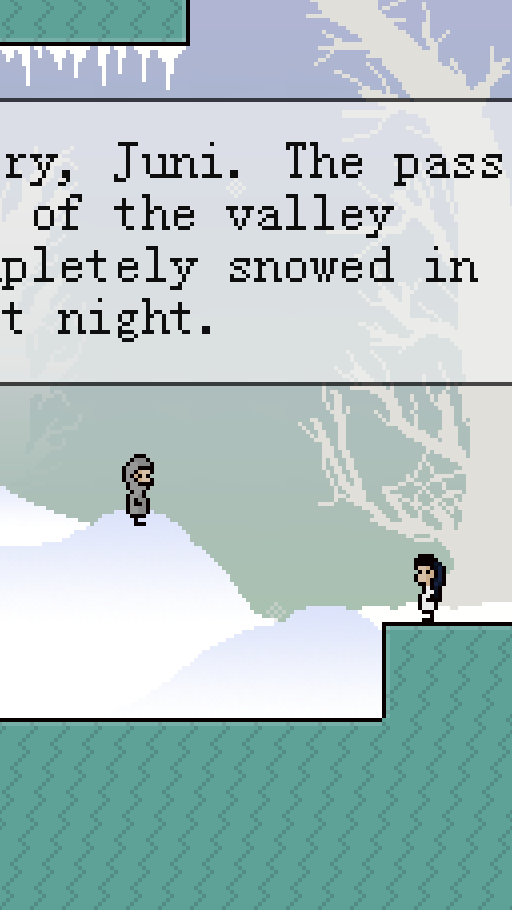 ry, Juni. The pass
of the valley
pletely snowed in
t night.